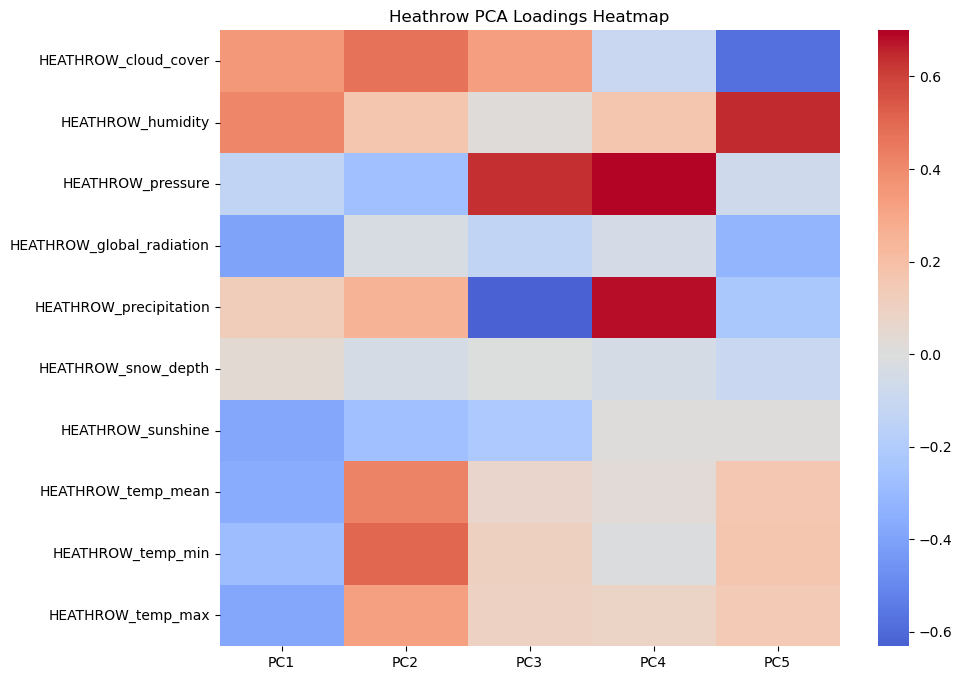 Heathrow PCA Loadings Heatmap
HEATHROW_cloud_cover
HEATHROW_humidity
HEATHROW_pressure
HEATHROW_global_radiation
HEATHROW_precipitation
HEATHROW_snow_depth
HEATHROW_sunshine
HEATHROW_temp_mean
HEATHROW_temp_min
HEATHROW_temp_max
PC1 PC2 PC3 PC4 PC5
0.6
0.4
0.2
0.0
−0.2
−0.4
−0.6